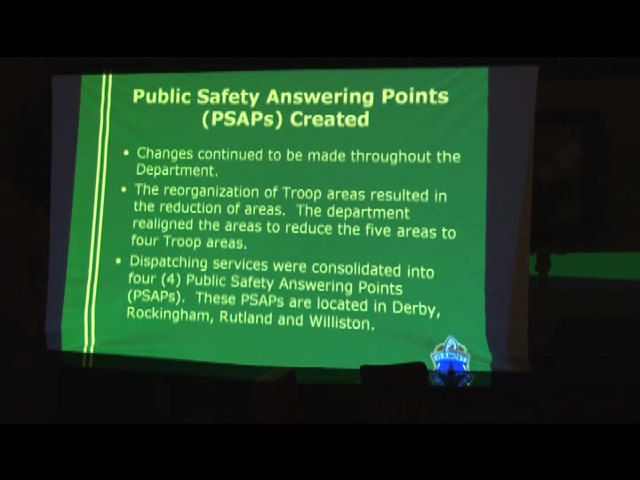 Public Safety Answering Points
(PSAPs) Created
• Changes continued to be made throughout the
Department.
• The reorganization of Troop areas resulted in
the reduction of areas. The department
realigned the areas to reduce the five areas to
four Troop areas.
• Dispatching services were consolidated into
four (4) Public Safety Answering Points
(PSAPs). These PSAPs are located in Derby,
Rockingham, Rutland and Williston.